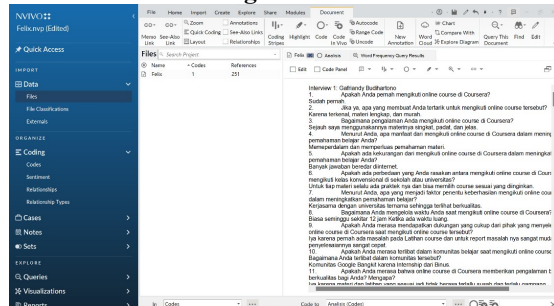 NVIVO
Felix.nvp (Edited)
Quick Access
IMPORT
Data
Files
File Classifications
Externals
ORGANIZE
Coding
Codes
Sentiment
Relationships
Relationship Types
Cases
Notes
Sets
EXPLORE
Queries
Visualizations
Reports
File Home Import Create Explore Share Modules Document
Memo Link
See-Also Link
Zoom
Quick Coding
Layout
Annotations
See-Also Links
Relationships
Coding Stripes
Highlight
Code
Code In Vivo
Autocode
Range Code
Uncode
New Annotation
Word Cloud
Chart
Compare With
Explore Diagram
Query This Document
Find
Edit
Files
Search Project
Name Codes References
Felix 1 251
Felix Analisis Word Frequency Query Results
Edit Code Panel
Interview 1: Gafriandy Budihartono
1. Apakah Anda pernah mengikuti online course di Coursera?
Sudah pernah.
2. Jika ya, apa yang membuat Anda tertarik untuk mengikuti online course tersebut?
Karena terkenal, materi lengkap, dan murah
3. Bagaimana pengalaman Anda mengikuti online course di Coursera?
Sejauh saya menggunakannya materinya singkat, padat, dan jelas.
4. Menurut Anda, apa manfaat dari mengikuti online course di Coursera dalam mening
pemahaman belajar Anda?
Memperdalam dan memperluas pemahaman materi.
5. Apakah ada kekurangan dari mengikuti online course di Coursera dalam meningkat
pemahaman belajar Anda?
Banyak jawaban beredar diinternet.
6. Apakah ada perbedaan yang Anda rasakan antara mengikuti online course di Cour
mengikuti kelas konvensional di sekolah atau universitas?
Untuk tiap materi selalu ada praktek nya dan bisa memilih course sesuai yang diinginkan.
7. Menurut Anda, apa yang menjadi faktor penentu keberhasilan mengikuti online cou
dalam meningkatkan pemahaman belajar?
Kerjasama dengan universitas ternama sehingga terlihat berkualitas.
8. Bagaimana Anda mengelola waktu Anda saat mengikuti online course di Coursera?
Biasa seminggu sekitar 12 jam Ketika ada waktu luang.
9. Apakah Anda merasa mendapatkan dukungan yang cukup dari pihak yang menyele
online course di Coursera saat mengikuti online course tersebut?
Iya karena pernah ada masalah pada Latihan course dan untuk report masalah nya sangat mud
penyelesaiannya sangat cepat.
10. Apakah Anda merasa terlibat dalam komunitas belajar saat mengikuti online course
Bagaimana Anda terlibat dalam komunitas tersebut?
Komunitas Google Bangkit karena Internship dari Binus.
11. Apakah Anda merasa bahwa online course di Coursera memberikan pengalaman b
berkualitas bagi Anda? Mengapa?
In Codes
Code to Analisis (Codes)